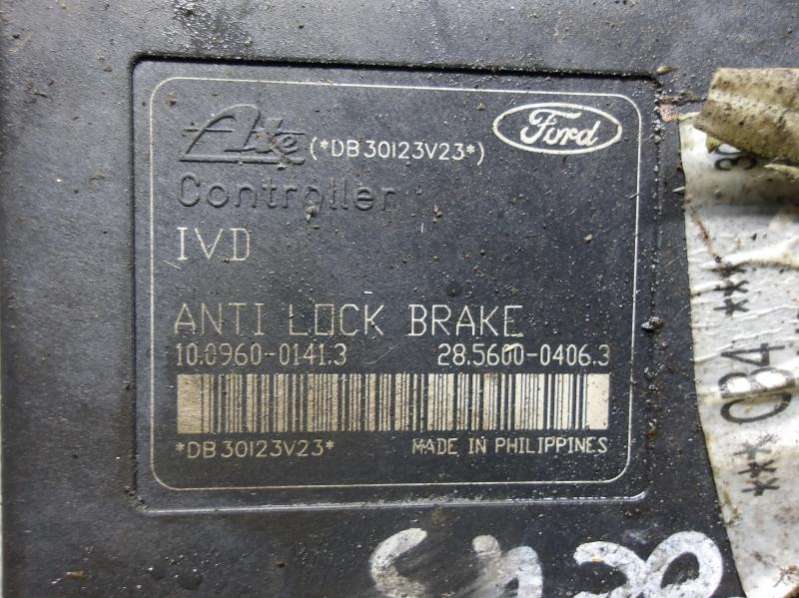 Ate (*DB30123V23*) Ford
Controller
IVD
ANTI LOCK BRAKE
10.0960-0141.3 28.5600-0406.3
*DB30123V23* MADE IN PHILIPPINES
*** 0B4 ***